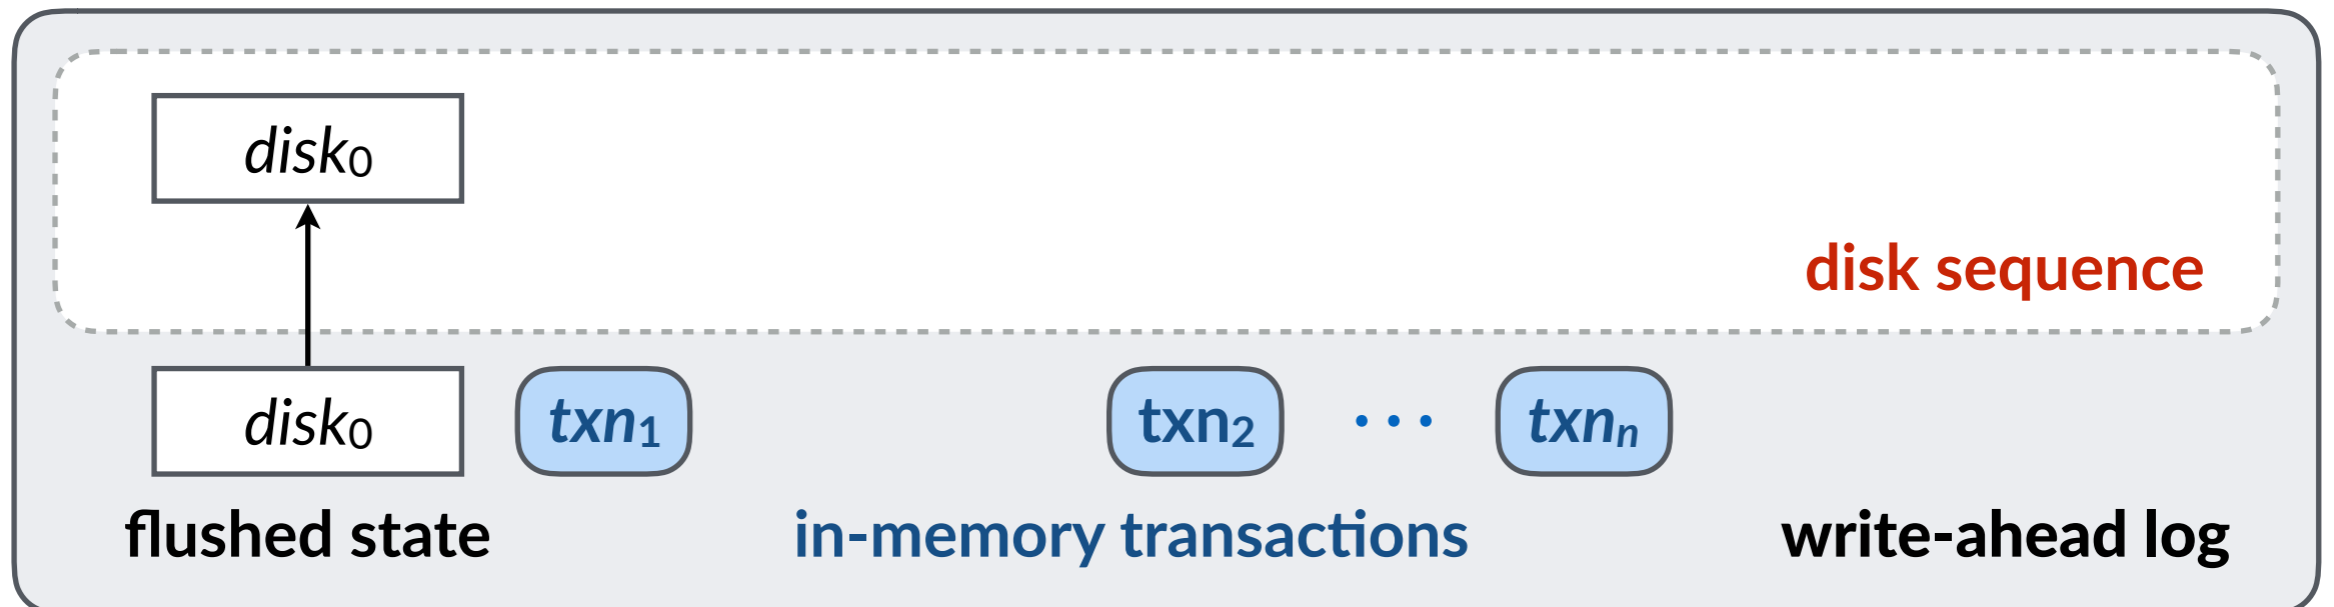 disk₀
disk sequence
disk₀ txn₁ txn₂ ··· txnₙ
flushed state in-memory transactions write-ahead log